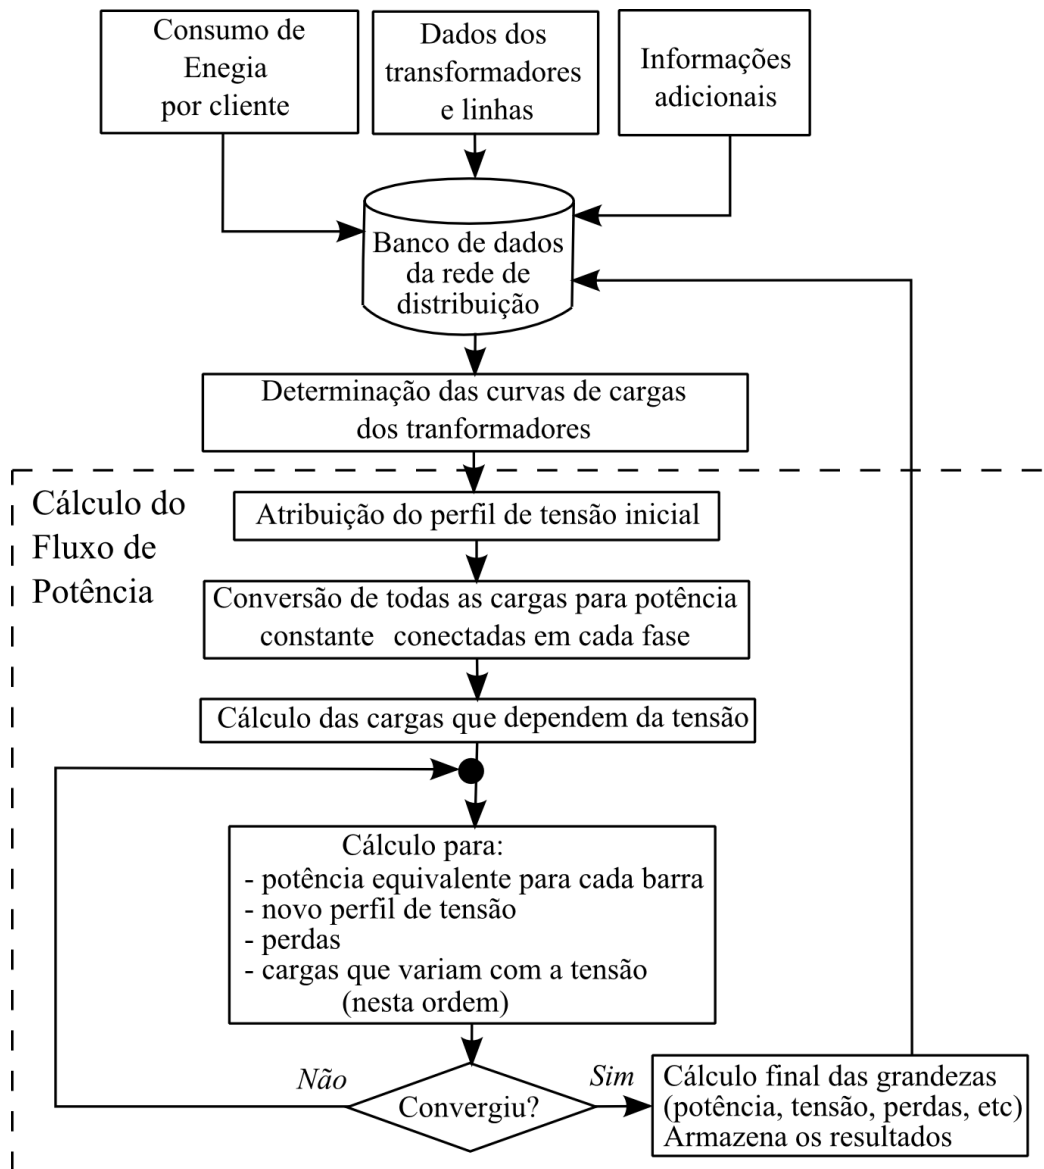 Consumo de
Enegia
por cliente
Dados dos
transformadores
e linhas
Informações
adicionais
Banco de dados
da rede de
distribuição
Determinação das curvas de cargas
dos tranformadores
Cálculo do
Fluxo de
Potência
Atribuição do perfil de tensão inicial
Conversão de todas as cargas para potência
constante conectadas em cada fase
Cálculo das cargas que dependem da tensão
Cálculo para:
- potência equivalente para cada barra
- novo perfil de tensão
- perdas
- cargas que variam com a tensão
(nesta ordem)
Não
Convergiu?
Sim
Cálculo final das grandezas
(potência, tensão, perdas, etc)
Armazena os resultados